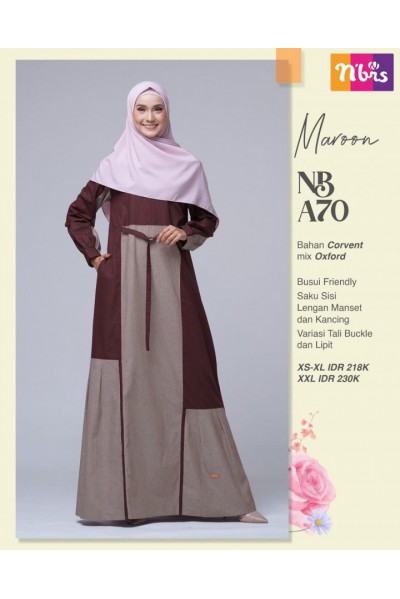 N'brs
Maroon
NB
A70
Bahan Corvent
mix Oxford
Busui Friendly
Saku Sisi
Lengan Manset
dan Kancing
Variasi Tali Buckle
dan Lipit
XS-XL IDR 218K
XXL IDR 230K